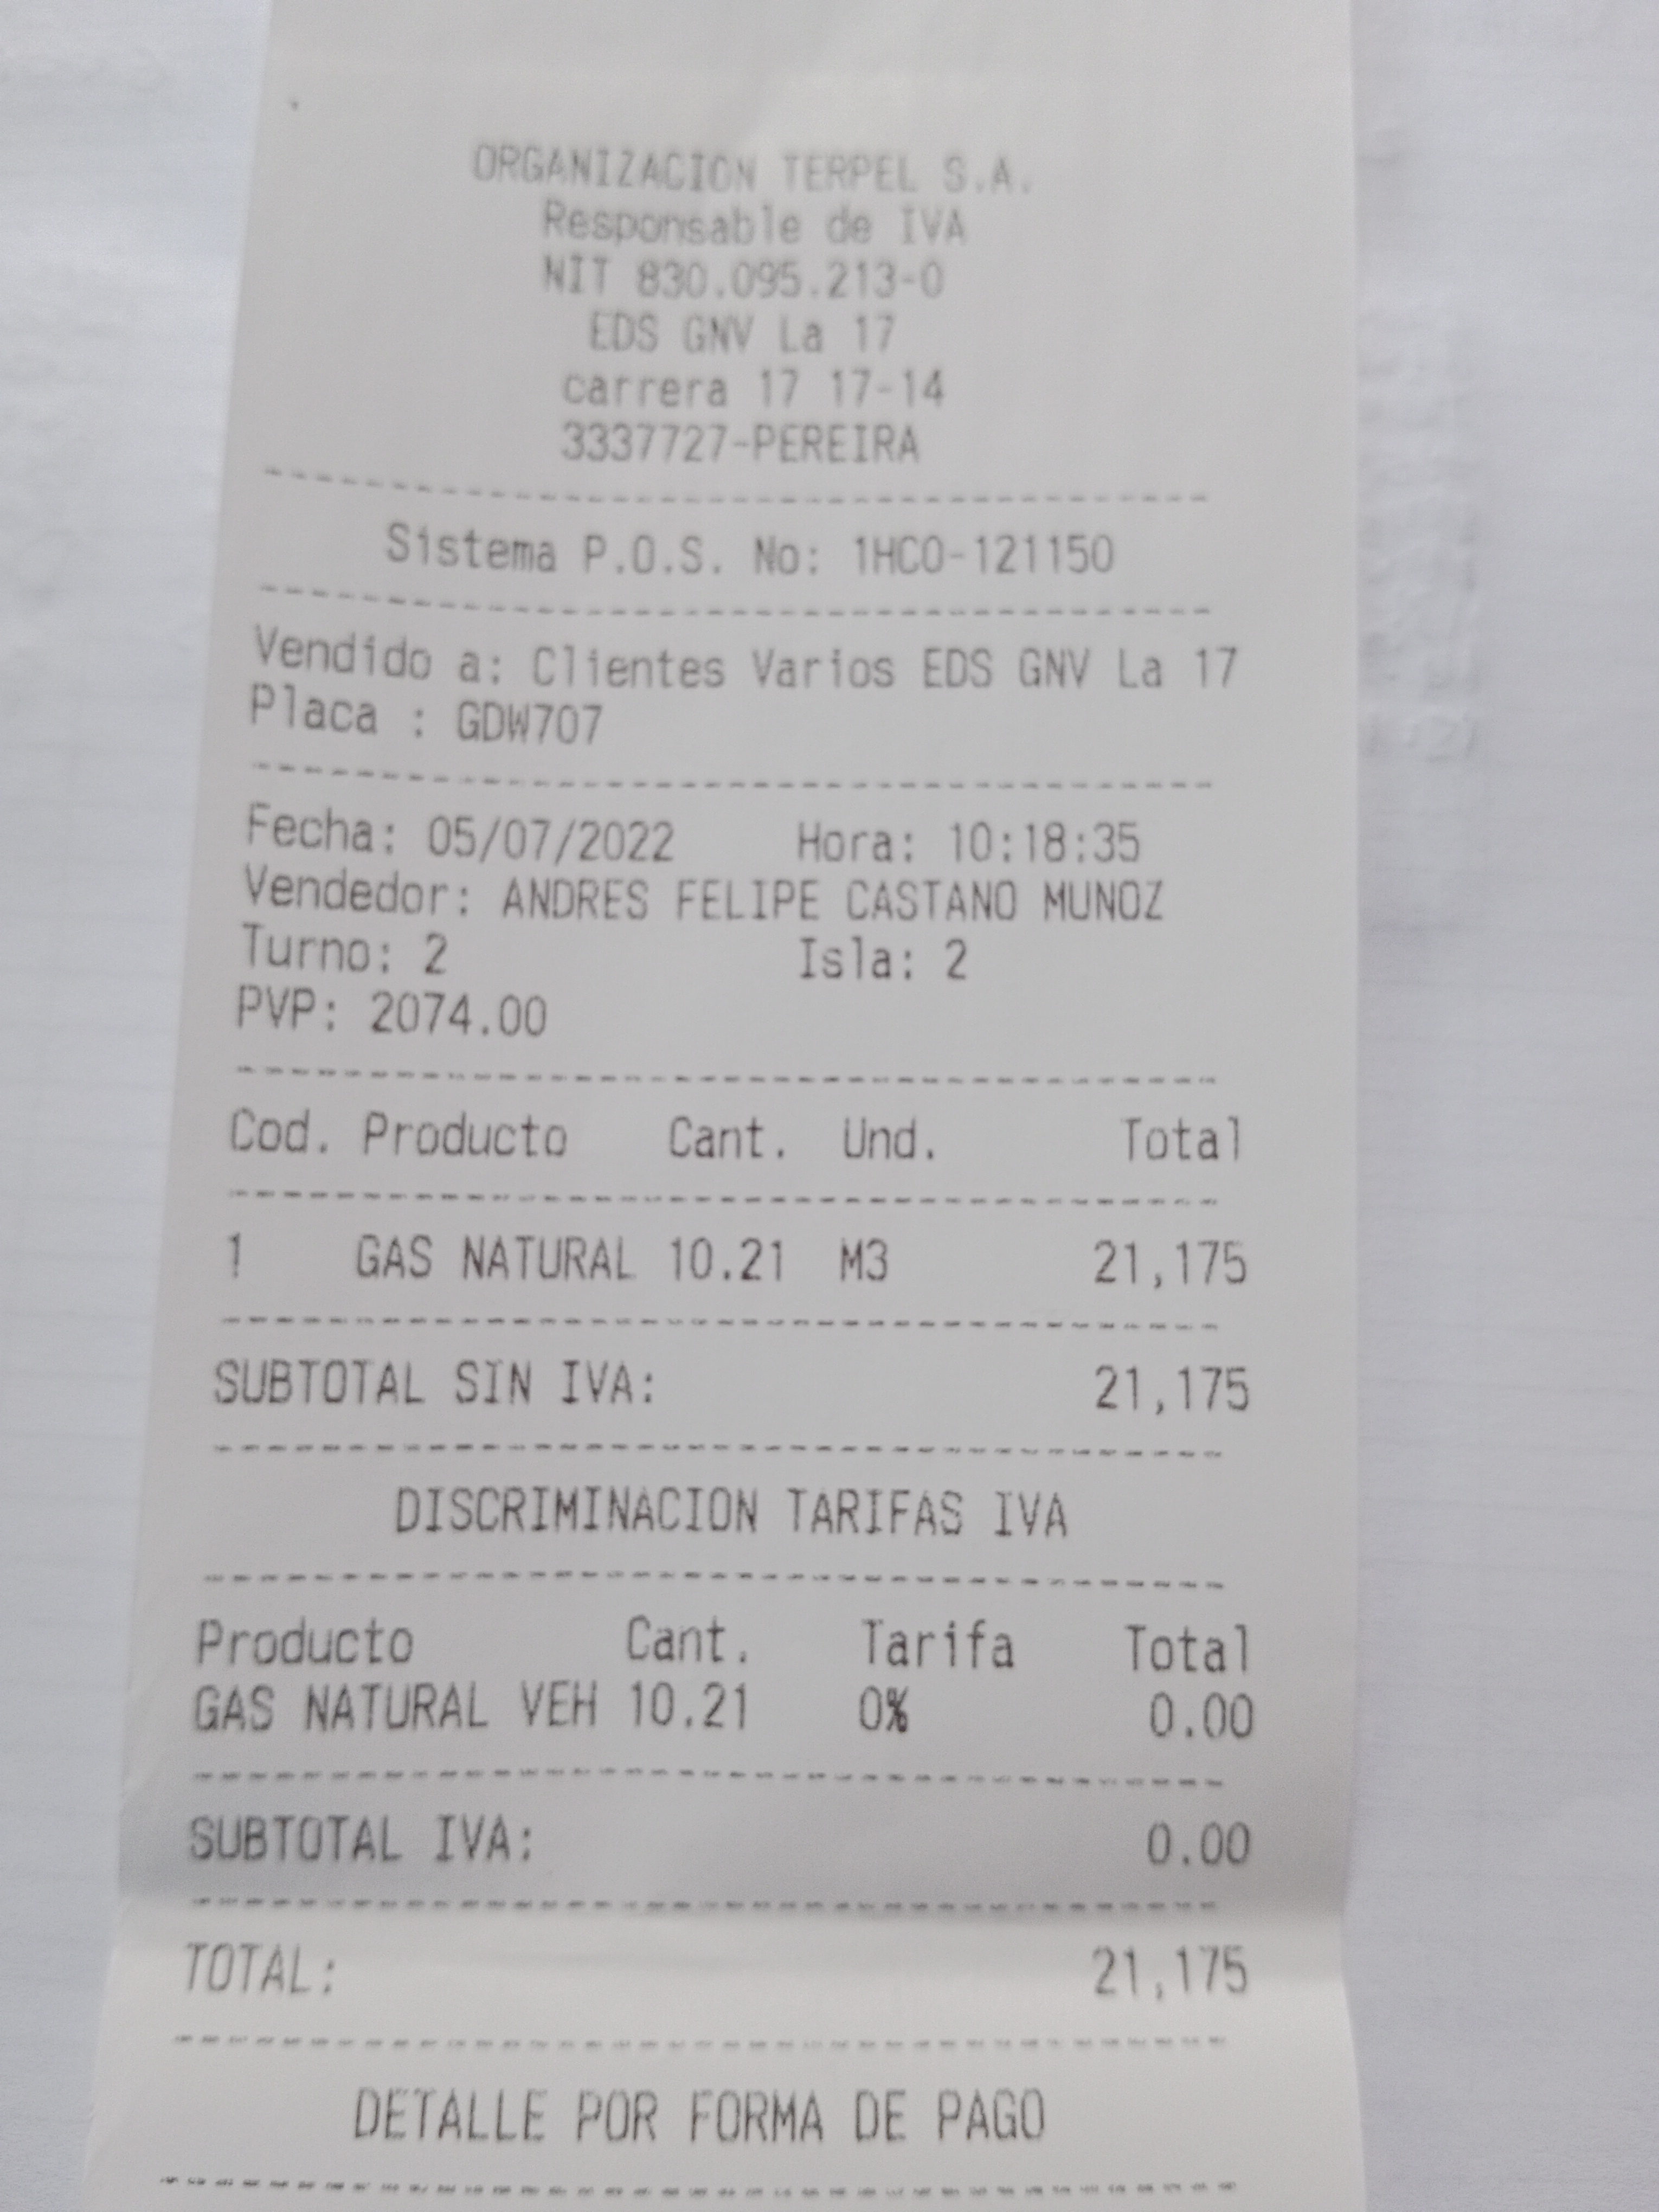 ORGANIZACION TERPEL S.A.
Responsable de IVA
NIT 830.095.213-0
EDS GNV La 17
carrera 17 17-14
3337727-PEREIRA
Sistema P.O.S. No: 1HCO-121150
Vendido a: Clientes Varios EDS GNV La 17
Placa : GDW707
Fecha: 05/07/2022 Hora: 10:18:35
Vendedor: ANDRES FELIPE CASTANO MUNOZ
Turno: 2 Isla: 2
PVP: 2074.00
Cod. Producto Cant. Und. Total
1 GAS NATURAL 10.21 M3 21,175
SUBTOTAL SIN IVA: 21,175
DISCRIMINACION TARIFAS IVA
Producto Cant. Tarifa Total
GAS NATURAL VEH 10.21 0% 0.00
SUBTOTAL IVA: 0.00
TOTAL: 21,175
DETALLE POR FORMA DE PAGO